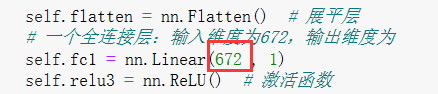 self.flatten = nn.Flatten()  # 展平层
# 一个全连接层：输入维度为672，输出维度为
self.fc1 = nn.Linear(672 , 1)
self.relu3 = nn.ReLU()  # 激活函数